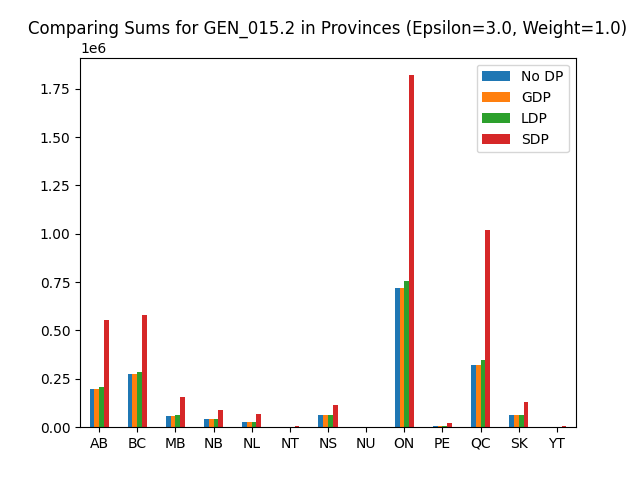 Comparing Sums for GEN_015.2 in Provinces (Epsilon=3.0, Weight=1.0)
1e6
No DP
GDP
LDP
SDP
1.75
1.50
1.25
1.00
0.75
0.50
0.25
0.00
AB BC MB NB NL NT NS NU ON PE QC SK YT